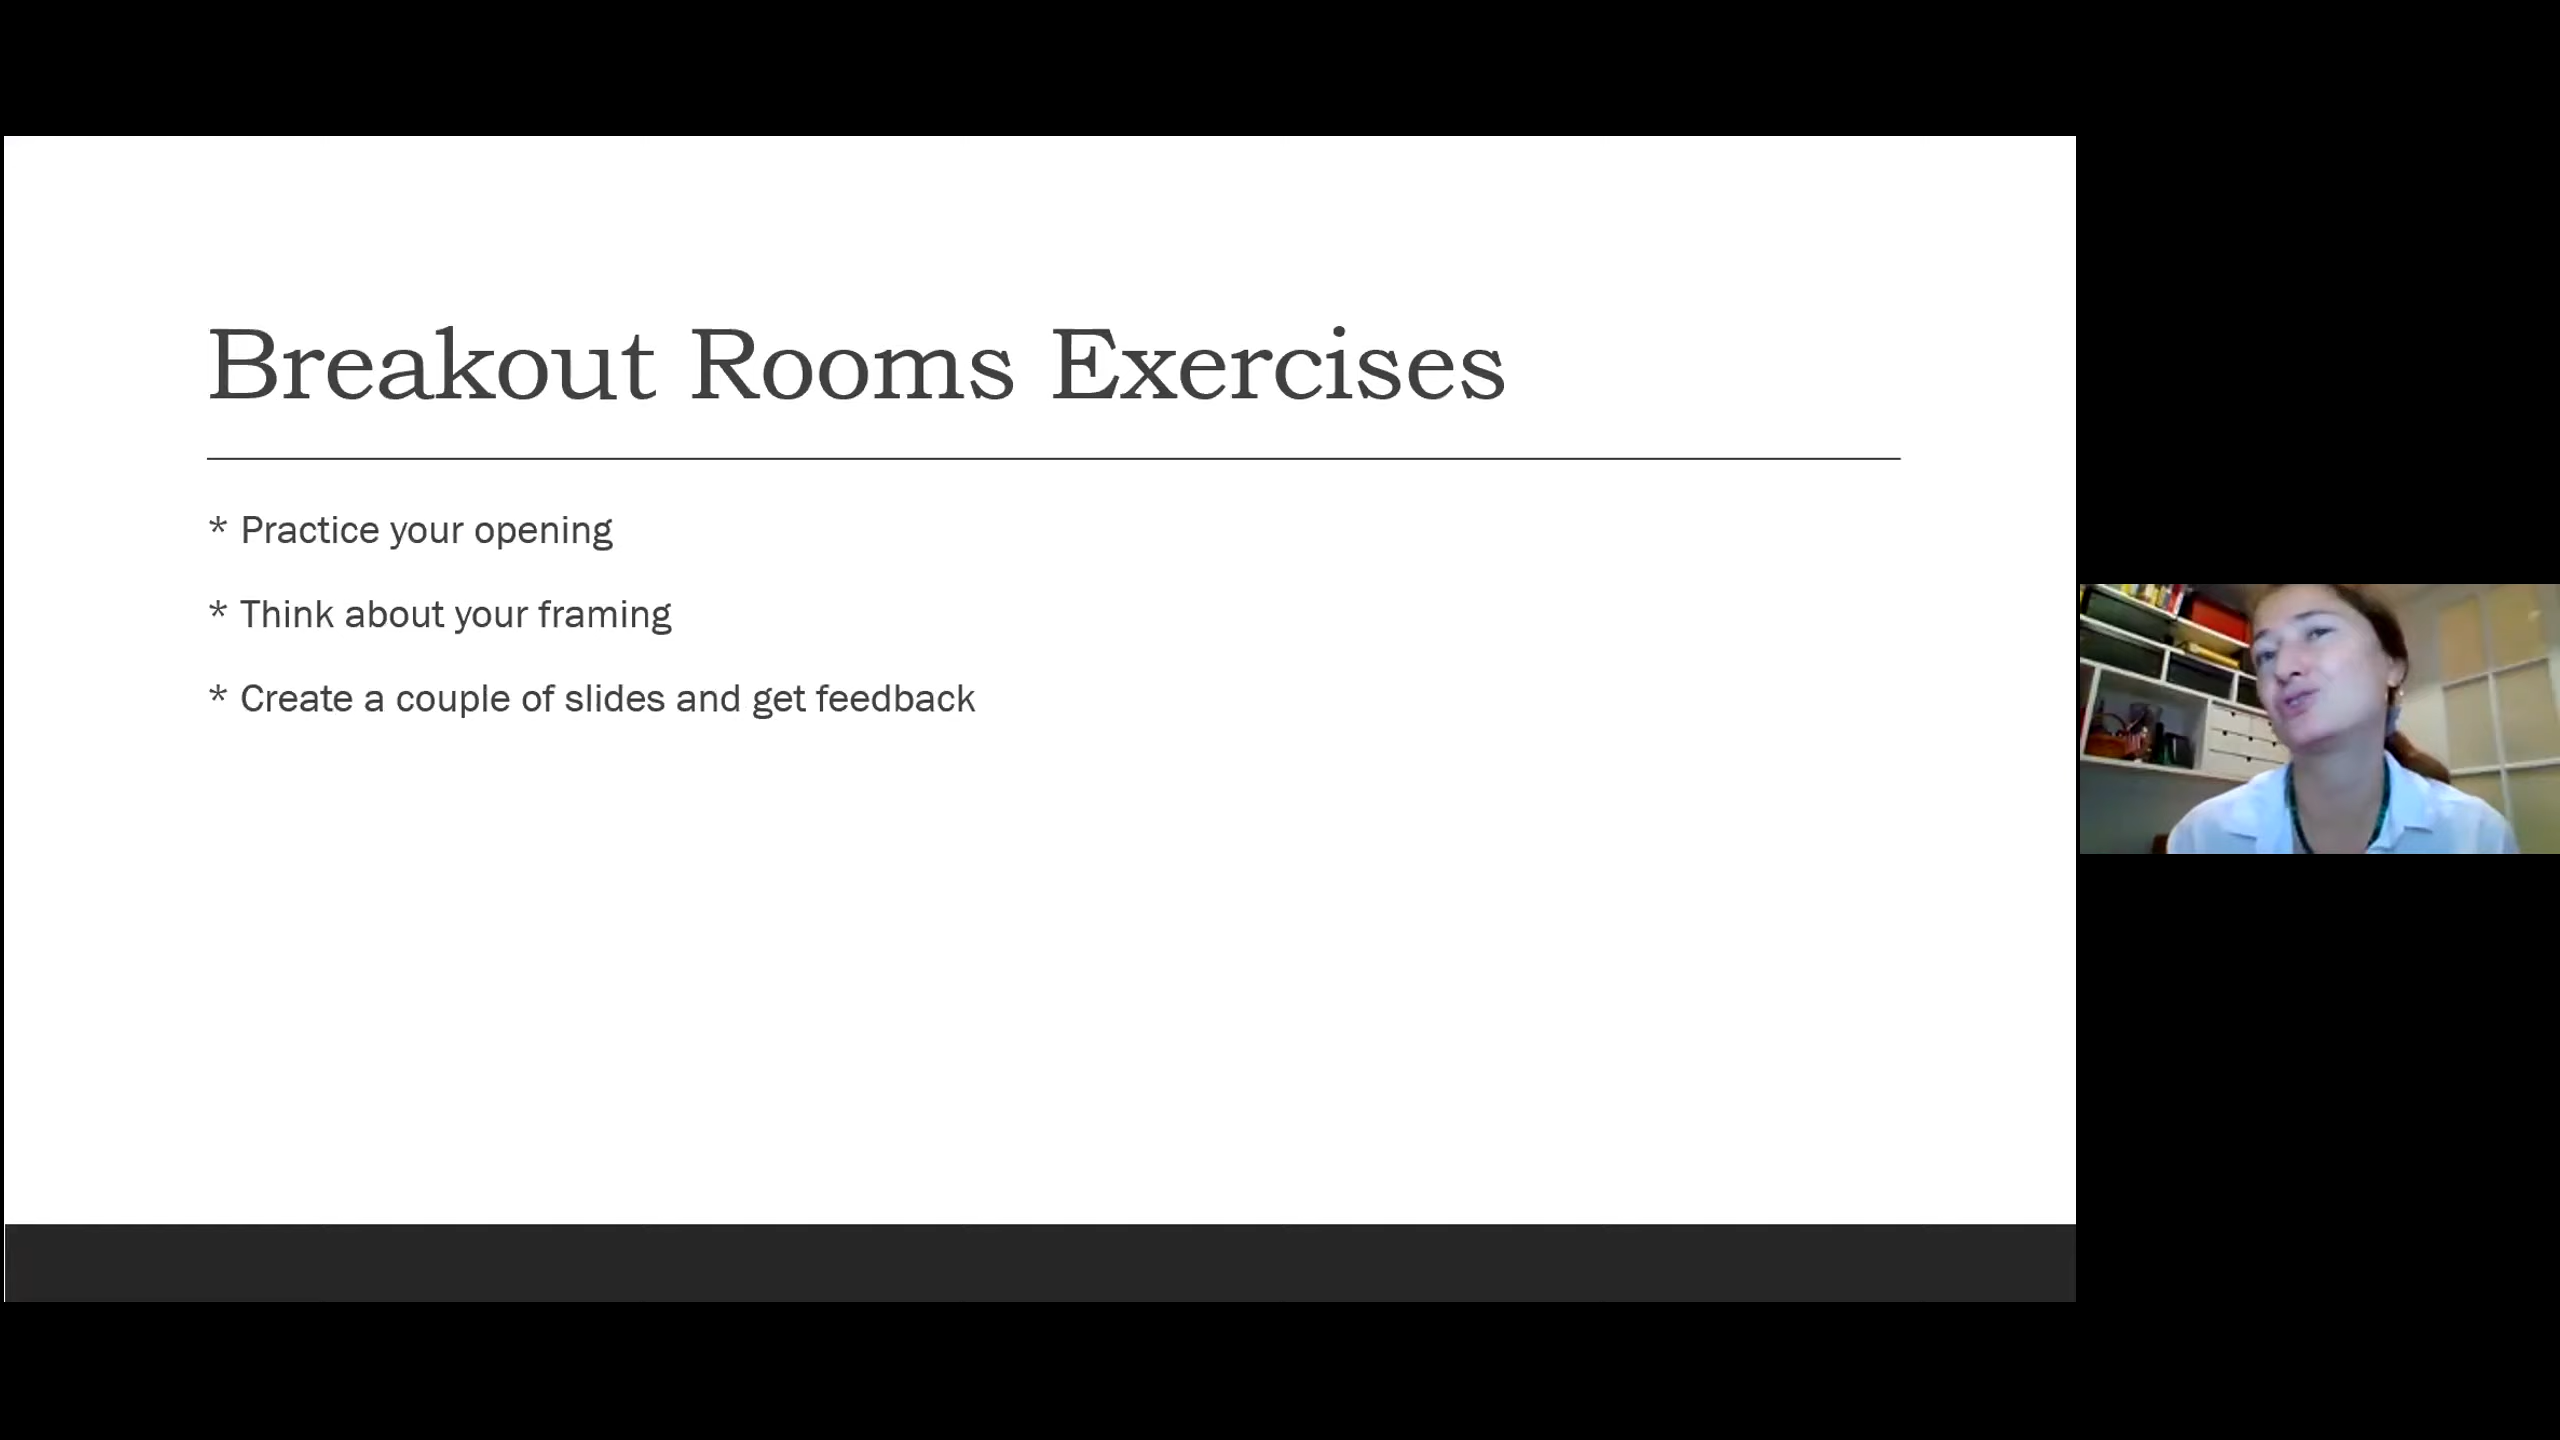 Breakout Rooms Exercises
* Practice your opening
* Think about your framing
* Create a couple of slides and get feedback